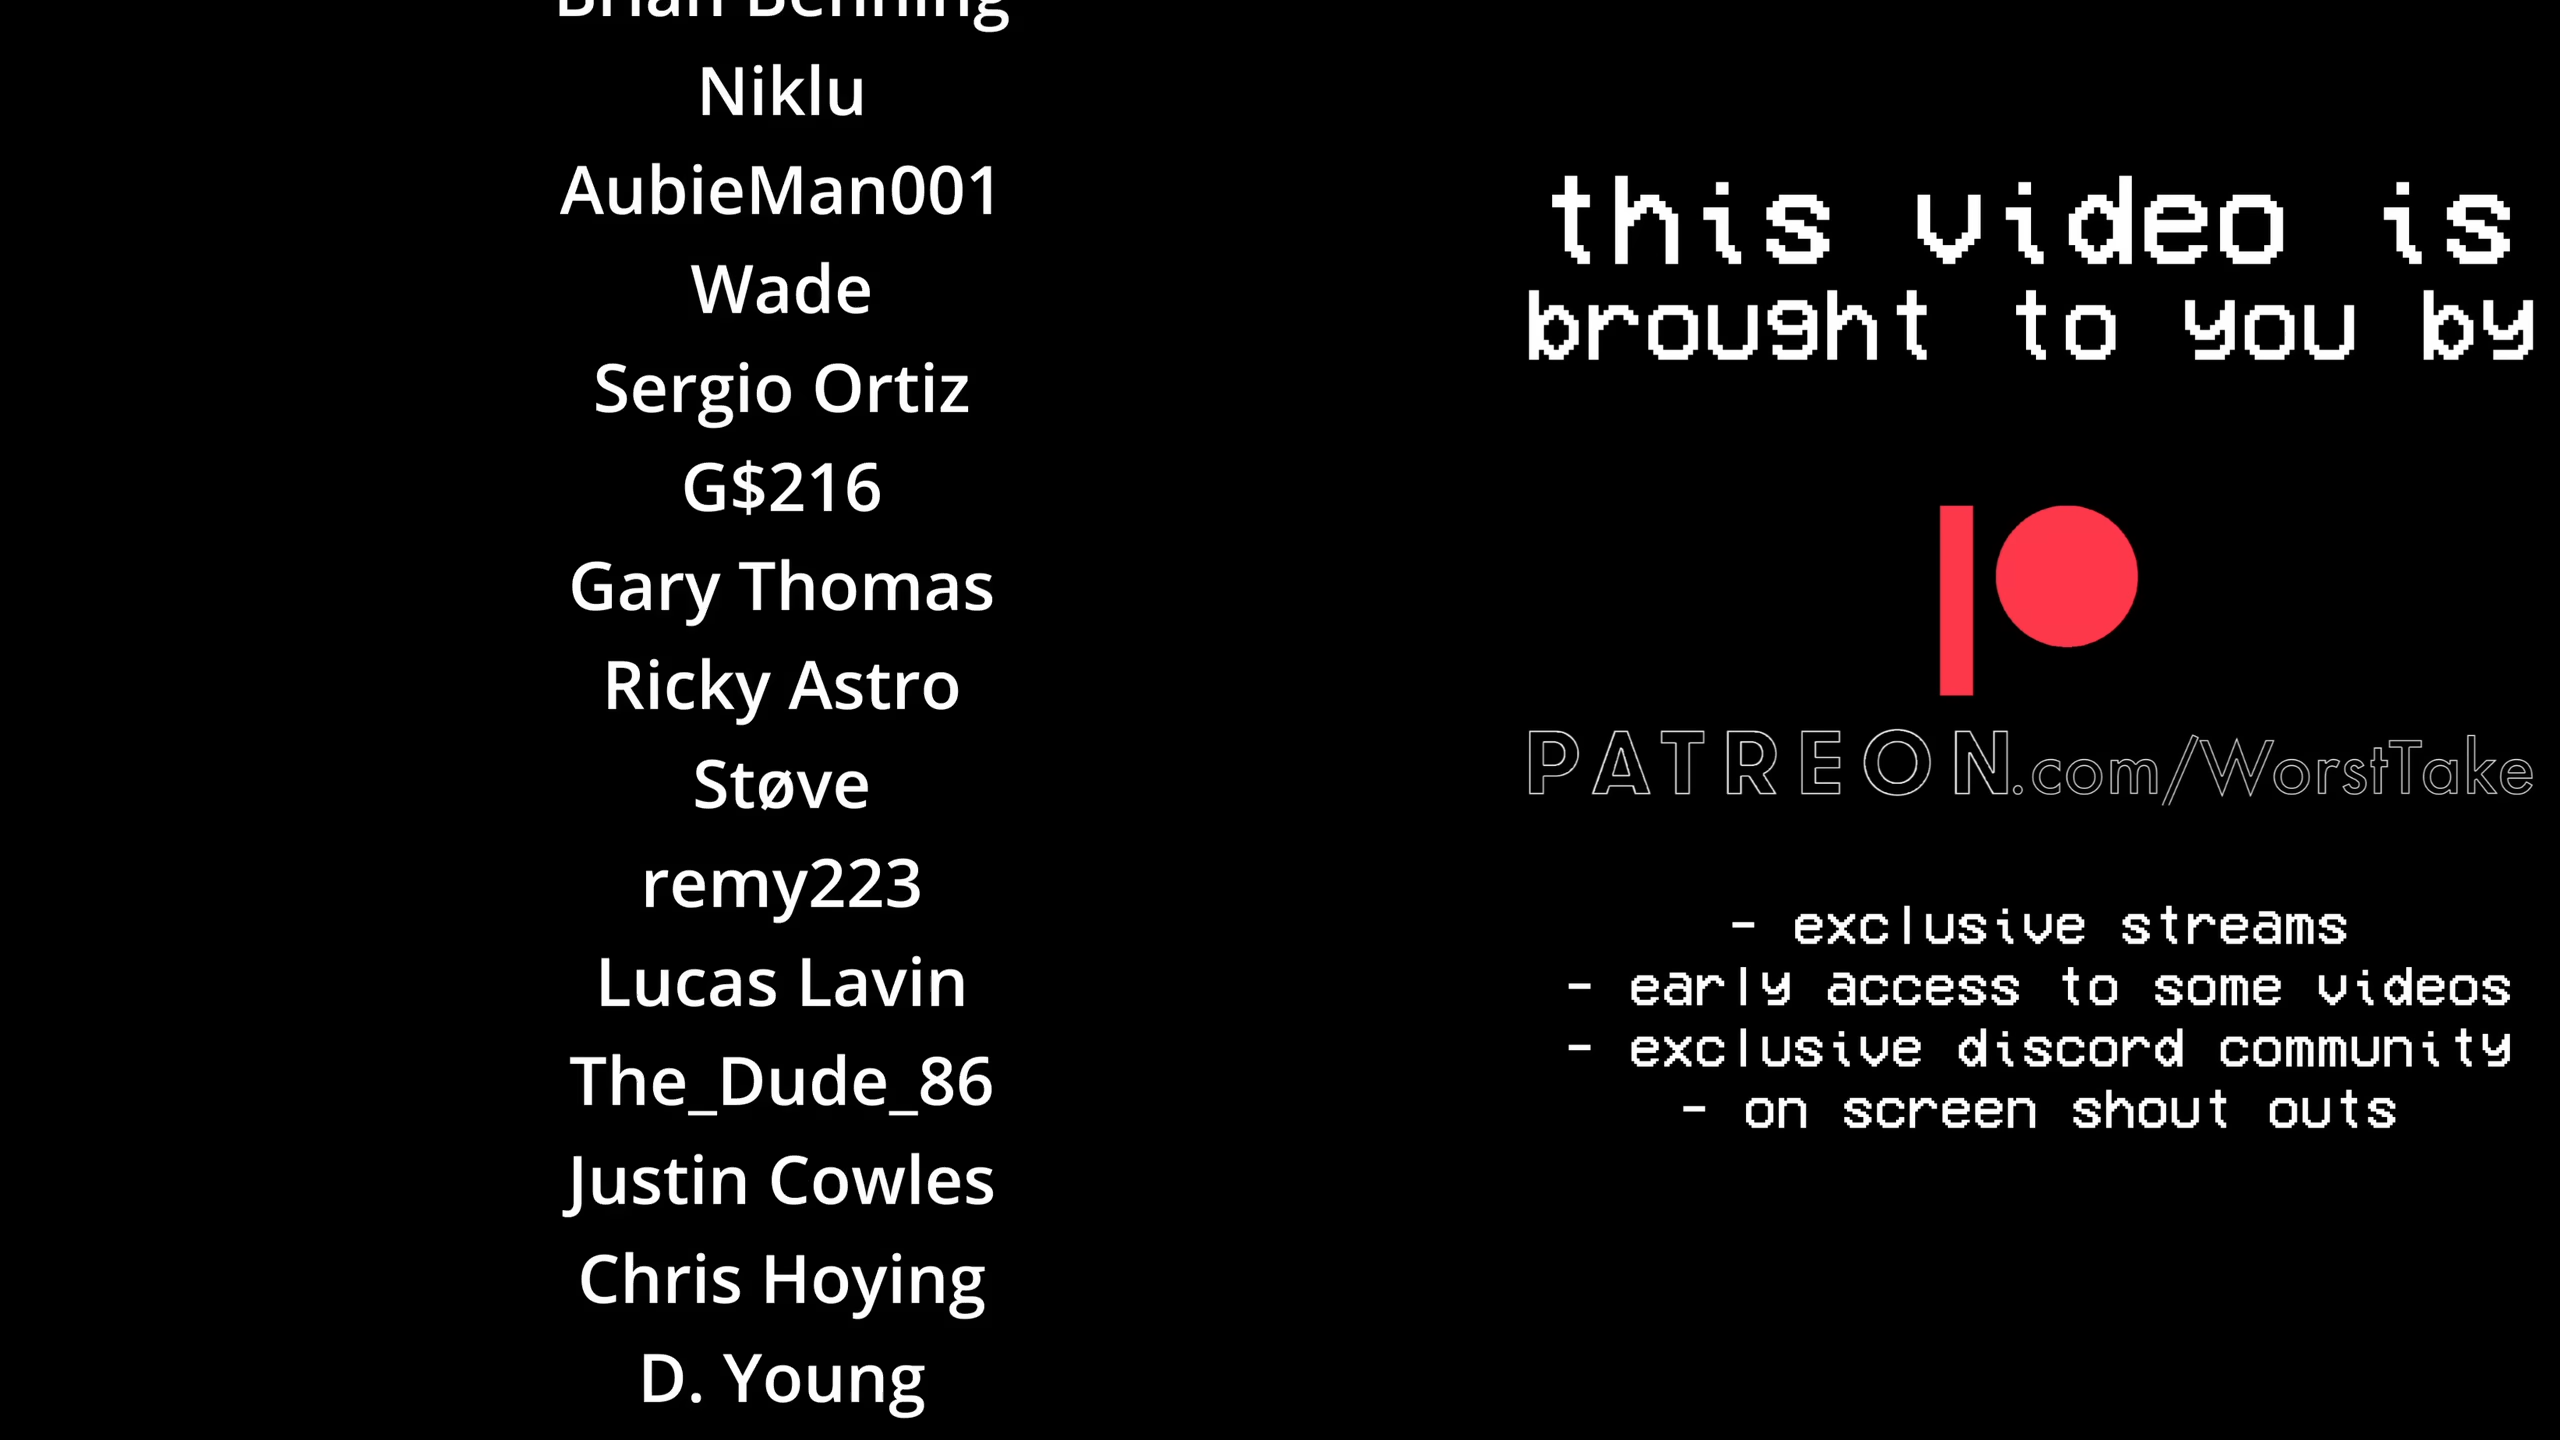 Brian Benning
Niklu
AubieMan001
Wade
Sergio Ortiz
G$216
Gary Thomas
Ricky Astro
Støve
remy223
Lucas Lavin
The_Dude_86
Justin Cowles
Chris Hoying
D. Young
this video is
brought to you by
PATREON.com/WorstTake
- exclusive streams
- early access to some videos
- exclusive discord community
- on screen shout outs